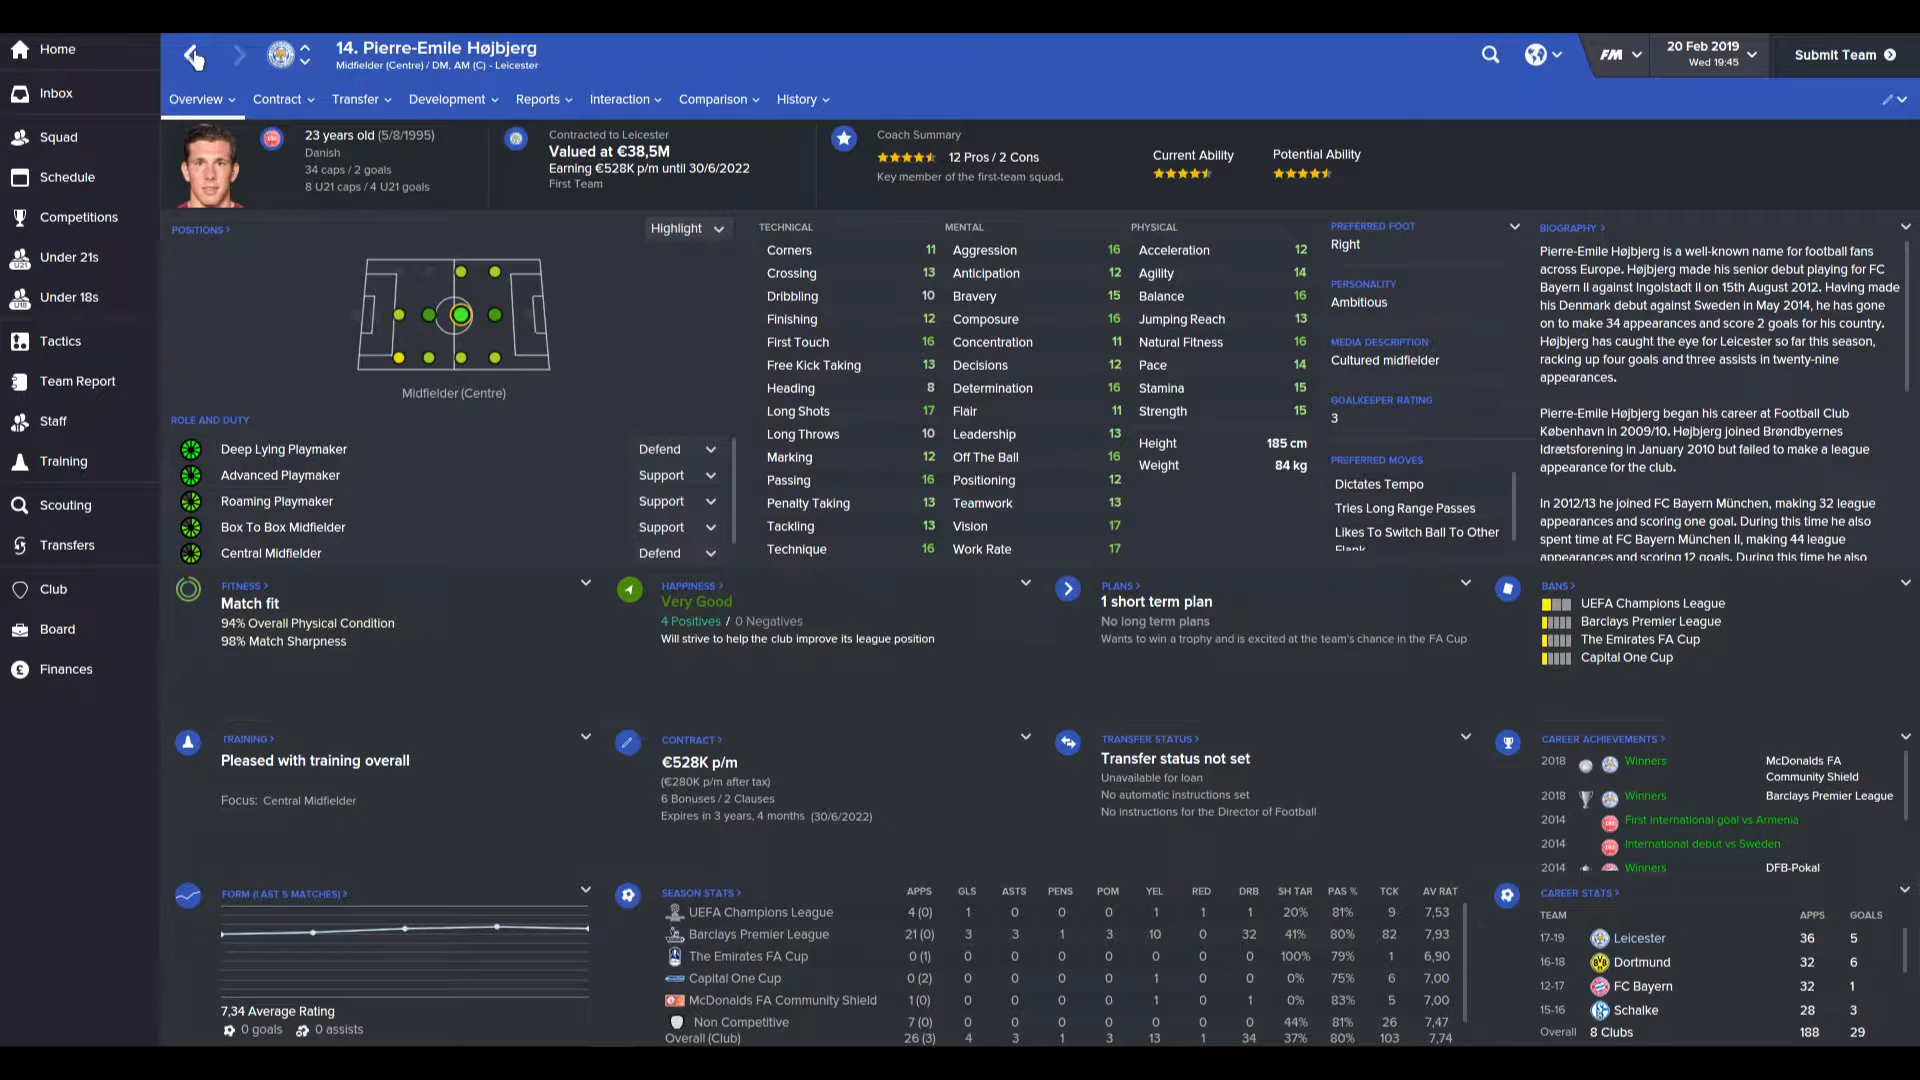 Home
Inbox
Squad
Schedule
Competitions
Under 21s
Under 18s
Tactics
Team Report
Staff
Training
Scouting
Transfers
Club
Board
Finances
14. Pierre-Emile Højbjerg
Midfielder (Centre) / DM, AM (C) - Leicester
FM
20 Feb 2019
Wed 19:45
Submit Team
Overview Contract Transfer Development Reports Interaction Comparison History
23 years old (5/8/1995)
Danish
34 caps / 2 goals
8 U21 caps / 4 U21 goals
Contracted to Leicester
Valued at €38,5M
Earning €528K p/m until 30/6/2022
First Team
Coach Summary
12 Pros / 2 Cons
Key member of the first-team squad.
Current Ability
Potential Ability
POSITIONS >
Highlight
Midfielder (Centre)
ROLE AND DUTY
Deep Lying Playmaker Defend
Advanced Playmaker Support
Roaming Playmaker Support
Box To Box Midfielder Support
Central Midfielder Defend
TECHNICAL
Corners 11
Crossing 13
Dribbling 10
Finishing 12
First Touch 16
Free Kick Taking 13
Heading 8
Long Shots 17
Long Throws 10
Marking 12
Passing 16
Penalty Taking 13
Tackling 13
Technique 16
MENTAL
Aggression 16
Anticipation 12
Bravery 15
Composure 16
Concentration 11
Decisions 12
Determination 16
Flair 11
Leadership 13
Off The Ball 16
Positioning 12
Teamwork 13
Vision 17
Work Rate 17
PHYSICAL
Acceleration 12
Agility 14
Balance 16
Jumping Reach 13
Natural Fitness 16
Pace 14
Stamina 15
Strength 15
Height 185 cm
Weight 84 kg
PREFERRED FOOT
Right
PERSONALITY
Ambitious
MEDIA DESCRIPTION
Cultured midfielder
GOALKEEPER RATING
3
PREFERRED MOVES
Dictates Tempo
Tries Long Range Passes
Likes To Switch Ball To Other
Flank
BIOGRAPHY >
Pierre-Emile Højbjerg is a well-known name for football fans
across Europe. Højbjerg made his senior debut playing for FC
Bayern II against Ingolstadt II on 15th August 2012. Having made
his Denmark debut against Sweden in May 2014, he has gone
on to make 34 appearances and score 2 goals for his country.
Højbjerg has caught the eye for Leicester so far this season,
racking up four goals and three assists in twenty-nine
appearances.
Pierre-Emile Højbjerg began his career at Football Club
København in 2009/10. Højbjerg joined Brøndbyernes
Idrætsforening in January 2010 but failed to make a league
appearance for the club.
In 2012/13 he joined FC Bayern München, making 32 league
appearances and scoring one goal. During this time he also
spent time at FC Bayern München II, making 44 league
appearances and scoring 12 goals. During this time he also
FITNESS >
Match fit
94% Overall Physical Condition
98% Match Sharpness
HAPPINESS >
Very Good
4 Positives / 0 Negatives
Will strive to help the club improve its league position
PLANS >
1 short term plan
No long term plans
Wants to win a trophy and is excited at the team's chance in the FA Cup
BANS >
UEFA Champions League
Barclays Premier League
The Emirates FA Cup
Capital One Cup
TRAINING >
Pleased with training overall
Focus: Central Midfielder
CONTRACT >
€528K p/m
(€280K p/m after tax)
6 Bonuses / 2 Clauses
Expires in 3 years, 4 months (30/6/2022)
TRANSFER STATUS >
Transfer status not set
Unavailable for loan
No automatic instructions set
No instructions for the Director of Football
CAREER ACHIEVEMENTS >
2018 Winners McDonalds FA
Community Shield
2018 Winners Barclays Premier League
2014 First international goal vs Armenia
2014 International debut vs Sweden
2014 Winners DFB-Pokal
FORM (LAST 5 MATCHES) >
7,34 Average Rating
0 goals 0 assists
SEASON STATS > APPS GLS ASTS PENS POM YEL RED DRB SH TAR PAS % TCK AV RAT
UEFA Champions League 4 (0) 1 0 0 0 1 1 1 20% 81% 9 7,53
Barclays Premier League 21 (0) 3 3 1 3 10 0 32 41% 80% 82 7,93
The Emirates FA Cup 0 (1) 0 0 0 0 0 0 0 100% 79% 1 6,90
Capital One Cup 0 (2) 0 0 0 0 1 0 0 0% 75% 6 7,00
McDonalds FA Community Shield 1 (0) 0 0 0 0 1 0 1 0% 83% 5 7,00
Non Competitive 7 (0) 0 0 0 0 0 0 0 44% 81% 26 7,47
Overall (Club) 26 (3) 4 3 1 3 13 1 34 37% 80% 103 7,74
CAREER STATS >
TEAM APPS GOALS
17-19 Leicester 36 5
16-18 Dortmund 32 6
12-17 FC Bayern 32 1
15-16 Schalke 28 3
Overall 8 Clubs 188 29